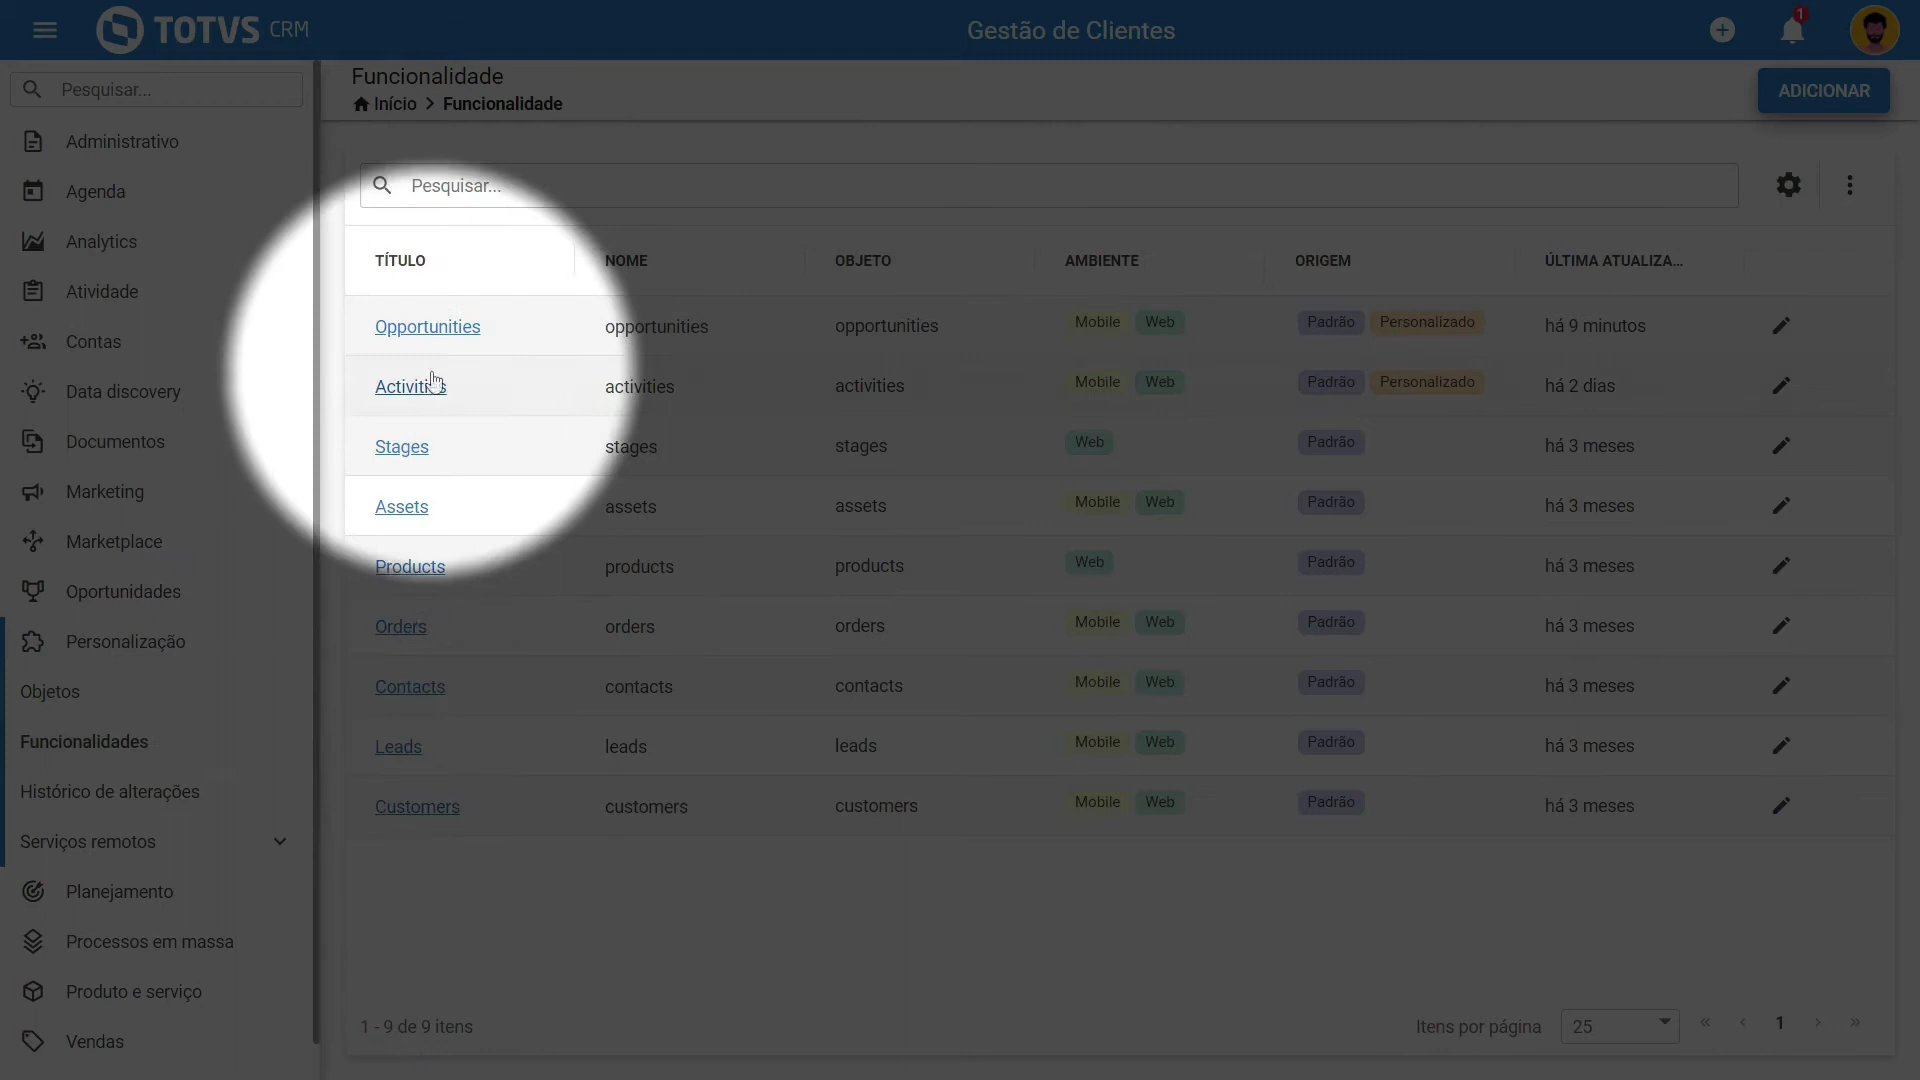 TOTVS CRM
Gestão de Clientes
1
Pesquisar...
Administrativo
Agenda
Analytics
Atividade
Contas
Data discovery
Documentos
Marketing
Marketplace
Oportunidades
Personalização
Objetos
Funcionalidades
Histórico de alterações
Serviços remotos
Planejamento
Processos em massa
Produto e serviço
Vendas
Funcionalidade
Início > Funcionalidade
ADICIONAR
Pesquisar...
TÍTULO NOME OBJETO AMBIENTE ORIGEM ÚLTIMA ATUALIZA...
Opportunities opportunities opportunities Mobile Web Padrão Personalizado há 9 minutos
Activities activities activities Mobile Web Padrão Personalizado há 2 dias
Stages stages stages Web Padrão há 3 meses
Assets assets assets Mobile Web Padrão há 3 meses
Products products products Web Padrão há 3 meses
Orders orders orders Mobile Web Padrão há 3 meses
Contacts contacts contacts Mobile Web Padrão há 3 meses
Leads leads leads Mobile Web Padrão há 3 meses
Customers customers customers Mobile Web Padrão há 3 meses
1 - 9 de 9 itens Itens por página 25 « ‹ 1 › »